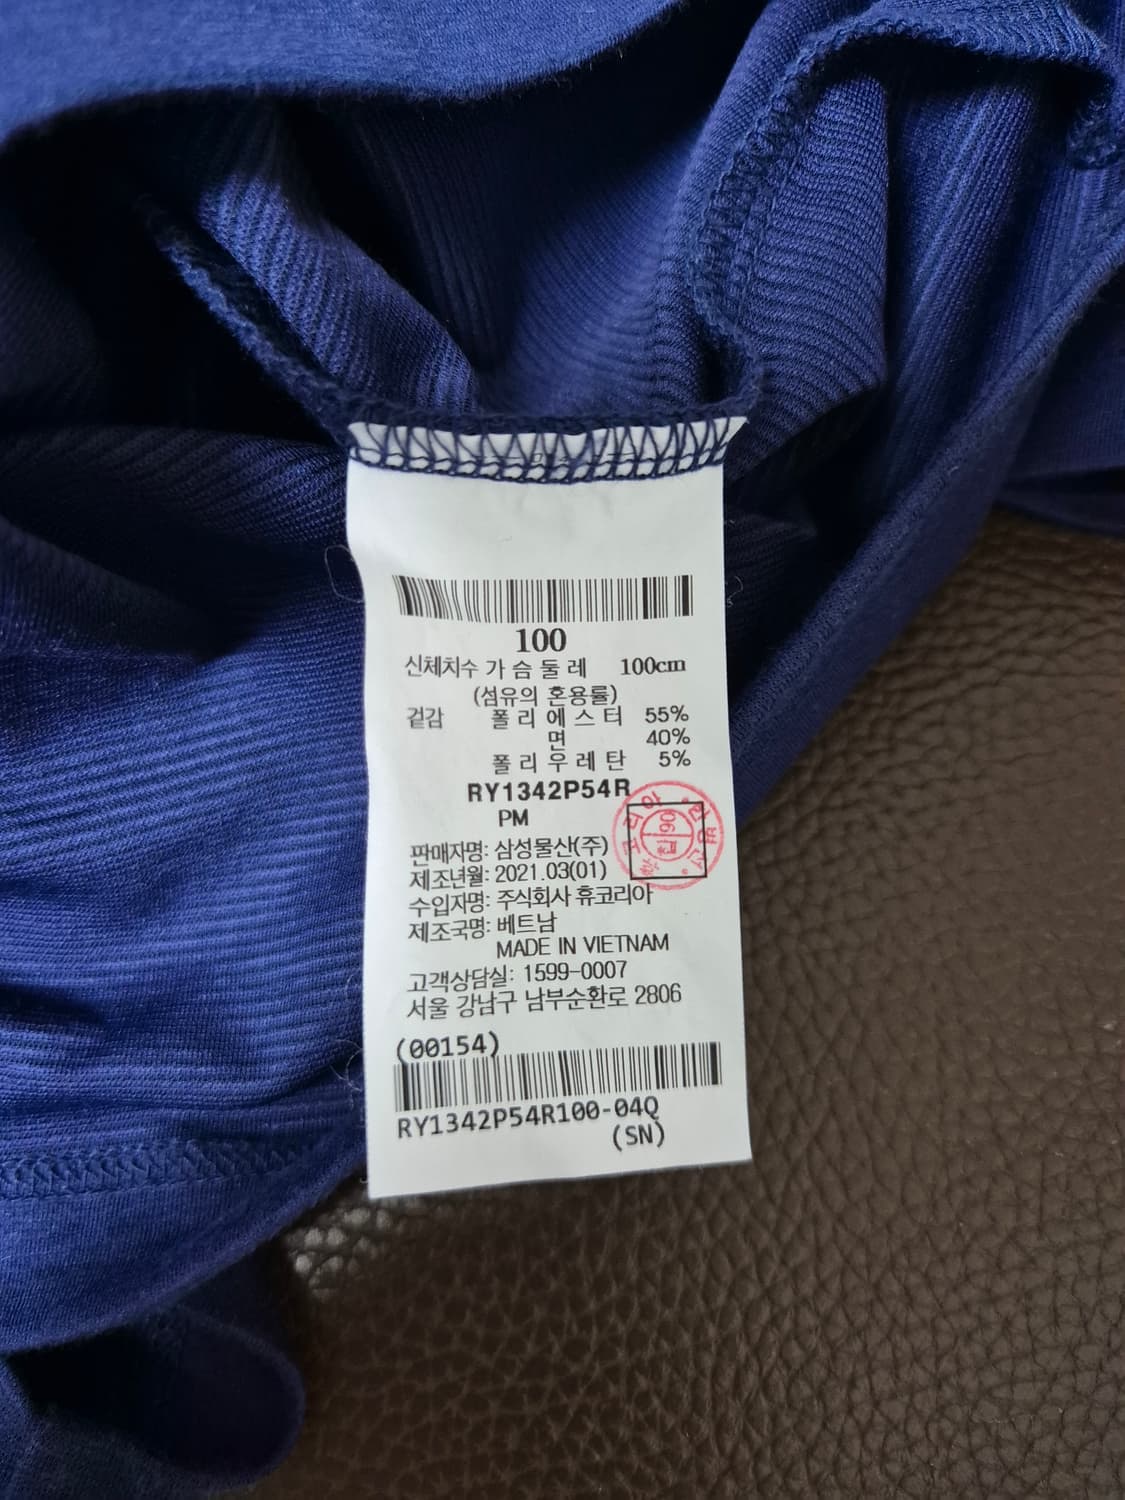 100
신체치수 가 슴 둘 레 100cm
(섬유의 혼용률)
겉감 폴 리 에 스 터 55%
면 40%
폴 리 우 레 탄 5%
RY1342P54R
PM
판매자명: 삼성물산(주)
제조년월: 2021.03(01)
수입자명: 주식회사 휴코리아
제조국명: 베트남
MADE IN VIETNAM
고객상담실: 1599-0007
서울 강남구 남부순환로 2806
(00154)
RY1342P54R100-04Q
(SN)